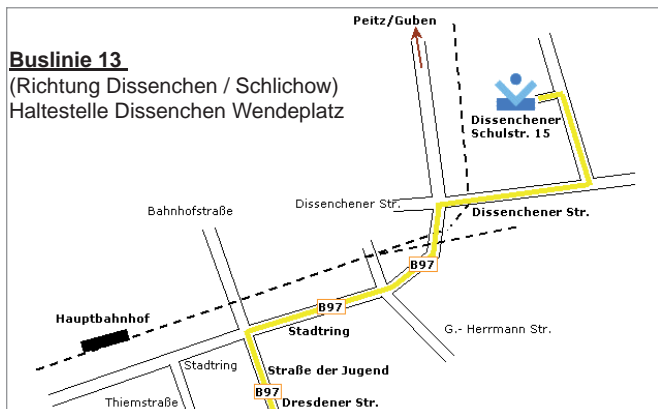 Peitz/Guben
Buslinie 13
(Richtung Dissenchen / Schlichow)
Haltestelle Dissenchen Wendeplatz
Dissenchener
Schulstr. 15
Bahnhofstraße
Dissenchener Str.
Dissenchener Str.
B97
B97
Hauptbahnhof
Stadtring
G.- Herrmann Str.
Stadtring
Straße der Jugend
B97
Thiemstraße
Dresdener Str.